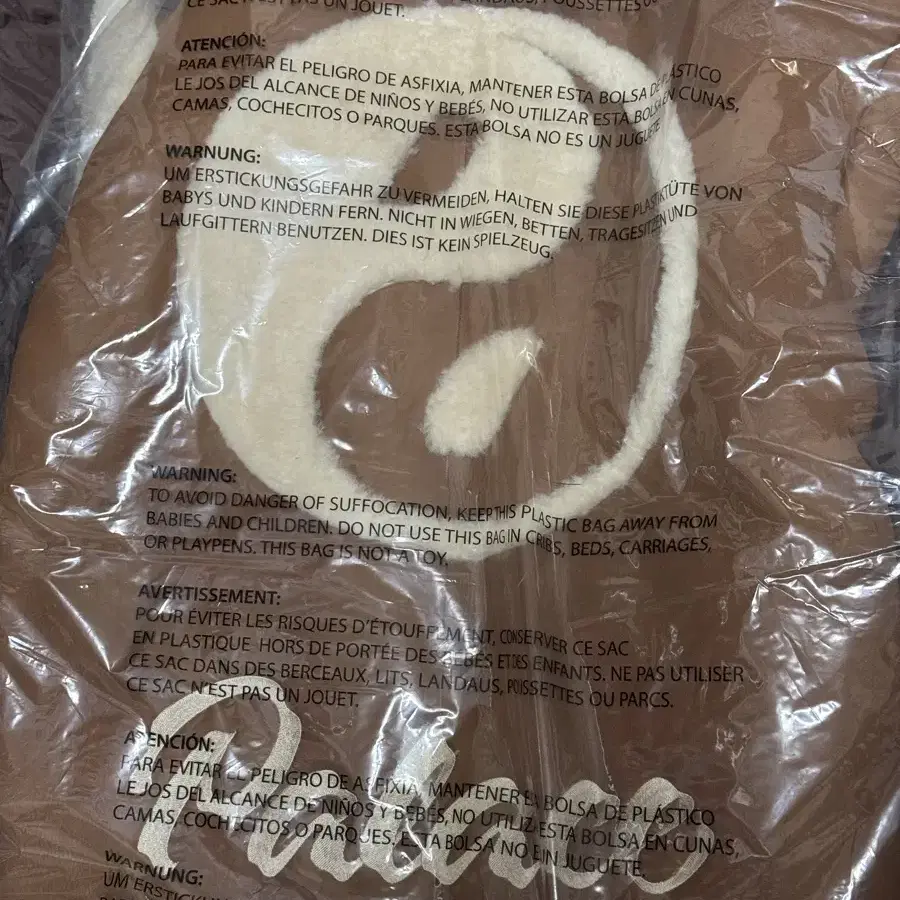 CE SAC N'EST PAS UN JOUET.
ATENCIÓN:
PARA EVITAR EL PELIGRO DE ASFIXIA, MANTENER ESTA BOLSA DE PLÁSTICO
LE JOS DEL ALCANCE DE NIÑOS Y BEBÉS, NO UTILIZAR ESTA BOLSA EN CUNAS,
CAMAS, COCHECITOS O PARQUES. ESTA BOLSA NO ES UN JUGUETE.
WARNUNG:
UM ERSTICKUNGSGEFAHR ZU VERMEIDEN, HALTEN SIE DIESE PLASTIKTÜTE VON
BABYS UND KINDERN FERN. NICHT IN WIEGEN, BETTEN, TRAGESITZEN UND
LAUFGITTERN BENUTZEN. DIES IST KEIN SPIELZEUG.
WARNING:
TO AVOID DANGER OF SUFFOCATION, KEEP THIS PLASTIC BAG AWAY FROM
BABIES AND CHILDREN. DO NOT USE THIS BAG IN CRIBS, BEDS, CARRIAGES,
OR PLAYPENS. THIS BAG IS NOT A TOY.
AVERTISSEMENT:
POUR ÉVITER LES RISQUES D'ÉTOUFFEMENT, CONSERVER CE SAC
EN PLASTIQUE HORS DE PORTÉE DES BÉBÉS ET DES ENFANTS. NE PAS UTILISER
CE SAC DANS DES BERCEAUX, LITS, LANDAUS, POUSSETTES OU PARCS.
CE SAC N'EST PAS UN JOUET.
ATENCIÓN:
PARA EVITAR EL PELIGRO DE ASFIXIA, MANTENER ESTA BOLSA DE PLÁSTICO
LE JOS DEL ALCANCE DE NIÑOS Y BEBÉS, NO UTILIZAR ESTA BOLSA EN CUNAS,
CAMAS, COCHECITOS O PARQUES. ESTA BOLSA NO ES UN JUGUETE.
Palace
WARNUNG:
UM